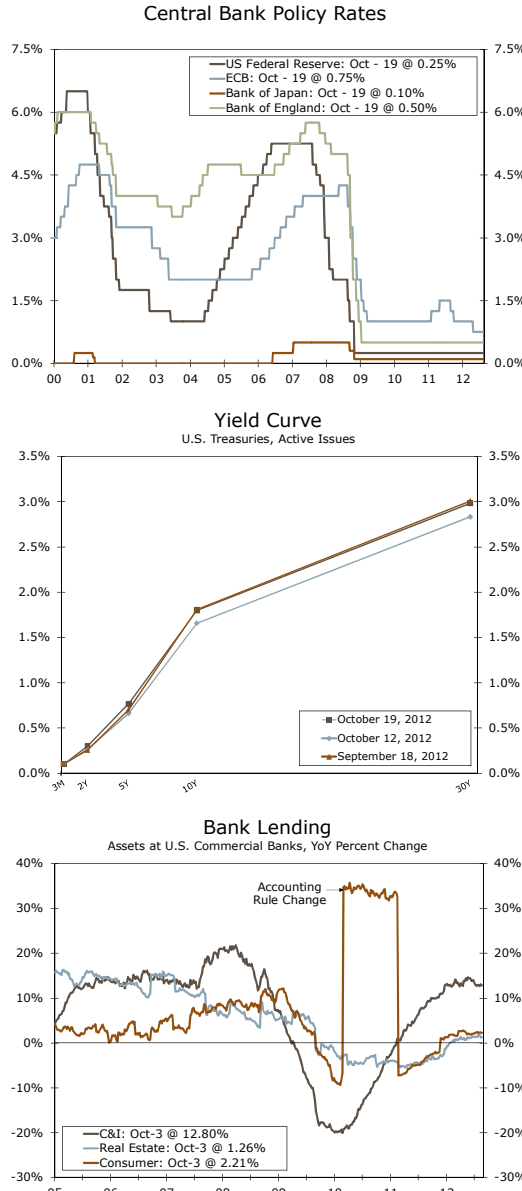 Central Bank Policy Rates
7.5% 7.5%
US Federal Reserve: Oct - 19 @ 0.25%
ECB: Oct - 19 @ 0.75%
Bank of Japan: Oct - 19 @ 0.10%
Bank of England: Oct - 19 @ 0.50%
6.0% 6.0%
4.5% 4.5%
3.0% 3.0%
1.5% 1.5%
0.0% 0.0%
00 01 02 03 04 05 06 07 08 09 10 11 12
Yield Curve
U.S. Treasuries, Active Issues
3.5% 3.5%
3.0% 3.0%
2.5% 2.5%
2.0% 2.0%
1.5% 1.5%
1.0% 1.0%
0.5% 0.5%
October 19, 2012
October 12, 2012
September 18, 2012
0.0% 0.0%
3M 2Y 5Y 10Y 30Y
Bank Lending
Assets at U.S. Commercial Banks, YoY Percent Change
40% 40%
Accounting
Rule Change
30% 30%
20% 20%
10% 10%
0% 0%
-10% -10%
-20% -20%
C&I: Oct-3 @ 12.80%
Real Estate: Oct-3 @ 1.26%
Consumer: Oct-3 @ 2.21%
-30% -30%